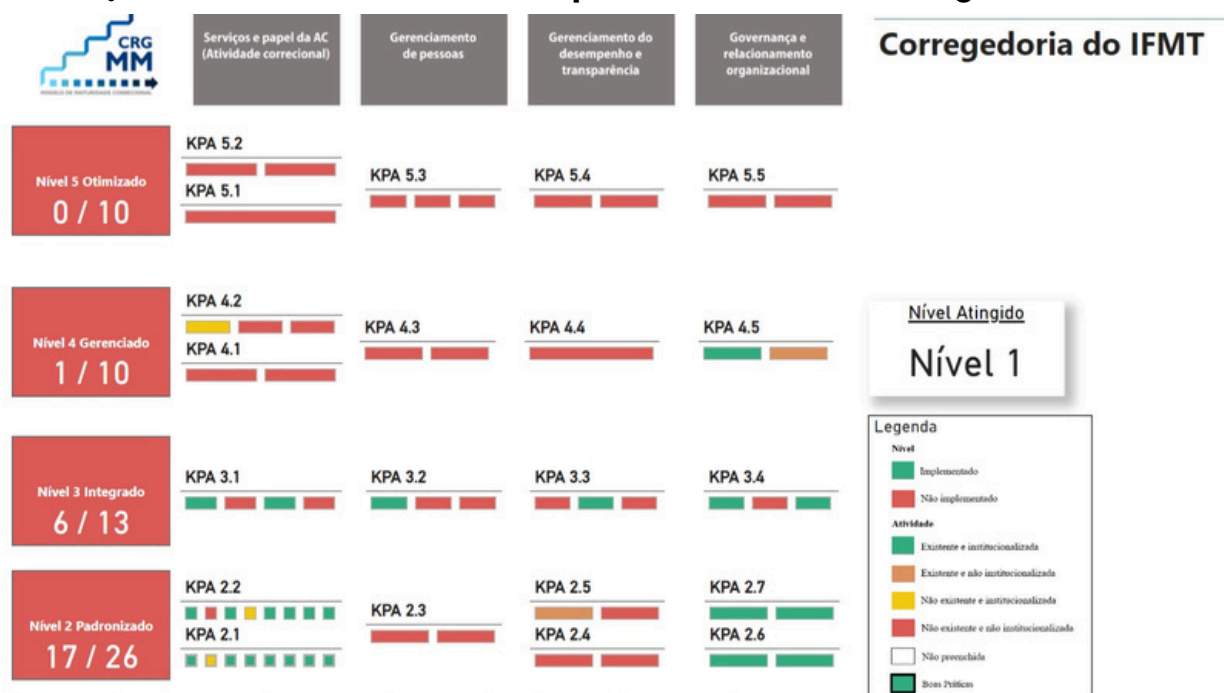 CRG
MM
MODELO DE MATURIDADE CORRECIONAL
Serviços e papel da AC
(Atividade correcional)
Gerenciamento
de pessoas
Gerenciamento do
desempenho e
transparência
Governança e
relacionamento
organizacional
Corregedoria do IFMT
Nível 5 Otimizado
0 / 10
KPA 5.2
KPA 5.1
KPA 5.3
KPA 5.4
KPA 5.5
Nível 4 Gerenciado
1 / 10
KPA 4.2
KPA 4.1
KPA 4.3
KPA 4.4
KPA 4.5
Nível Atingido
Nível 1
Nível 3 Integrado
6 / 13
KPA 3.1
KPA 3.2
KPA 3.3
KPA 3.4
Nível 2 Padronizado
17 / 26
KPA 2.2
KPA 2.1
KPA 2.3
KPA 2.5
KPA 2.4
KPA 2.7
KPA 2.6
Legenda
Nível
Implementado
Não implementado
Atividade
Existente e institucionalizada
Existente e não institucionalizada
Não existente e institucionalizada
Não existente e não institucionalizada
Não preenchida
Boas Práticas